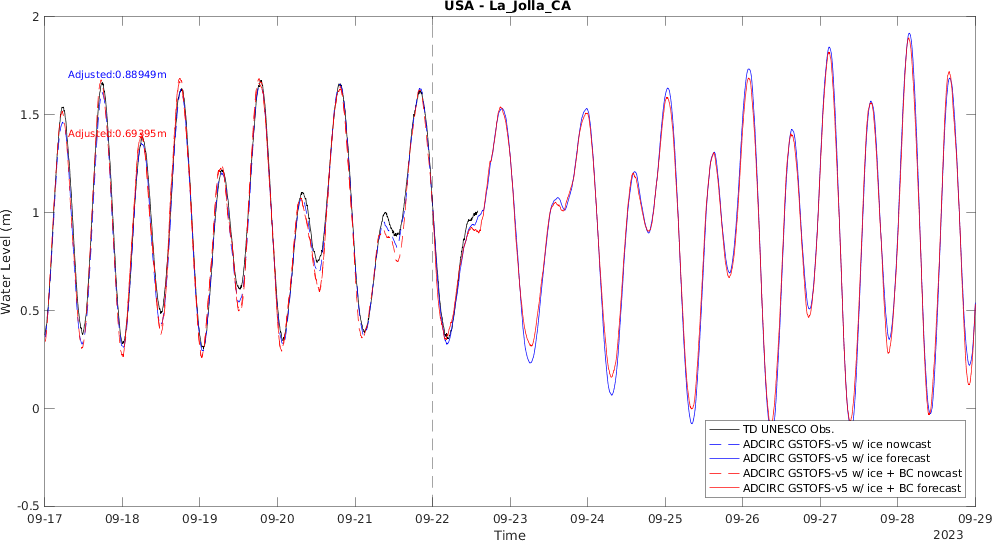 USA - La_Jolla_CA
2
Adjusted:0.88949m
1.5
Adjusted:0.69395m
1
Water Level (m)
0.5
0
TD UNESCO Obs.
ADCIRC GSTOFS-v5 w/ ice nowcast
ADCIRC GSTOFS-v5 w/ ice forecast
ADCIRC GSTOFS-v5 w/ ice + BC nowcast
ADCIRC GSTOFS-v5 w/ ice + BC forecast
-0.5
09-17 09-18 09-19 09-20 09-21 09-22 09-23 09-24 09-25 09-26 09-27 09-28 09-29
Time
2023